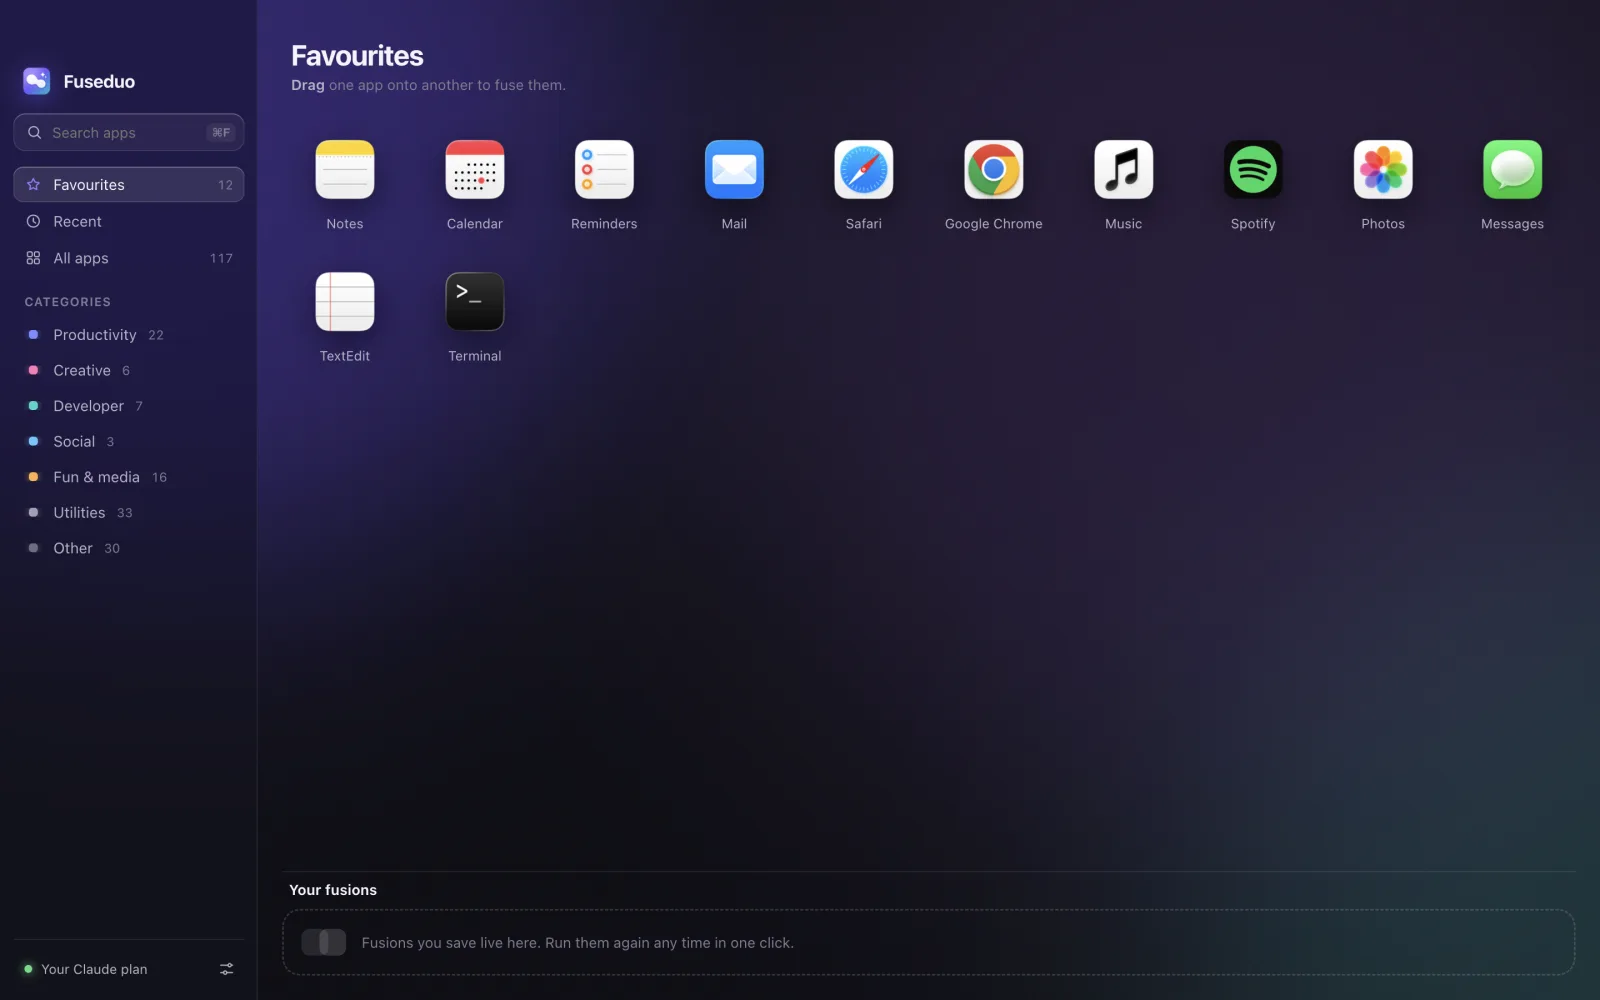 Fuseduo
Search apps ⌘F
Favourites 12
Recent
All apps 117
CATEGORIES
Productivity 22
Creative 6
Developer 7
Social 3
Fun & media 16
Utilities 33
Other 30
Your Claude plan
Favourites
Drag one app onto another to fuse them.
Notes Calendar Reminders Mail Safari Google Chrome Music Spotify Photos Messages
>_
TextEdit Terminal
Your fusions
Fusions you save live here. Run them again any time in one click.